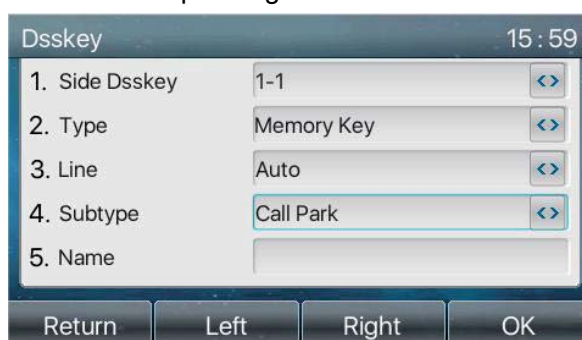 Dsskey 15:59
1. Side Dsskey 1-1
2. Type Memory Key
3. Line Auto
4. Subtype Call Park
5. Name
Return Left Right OK